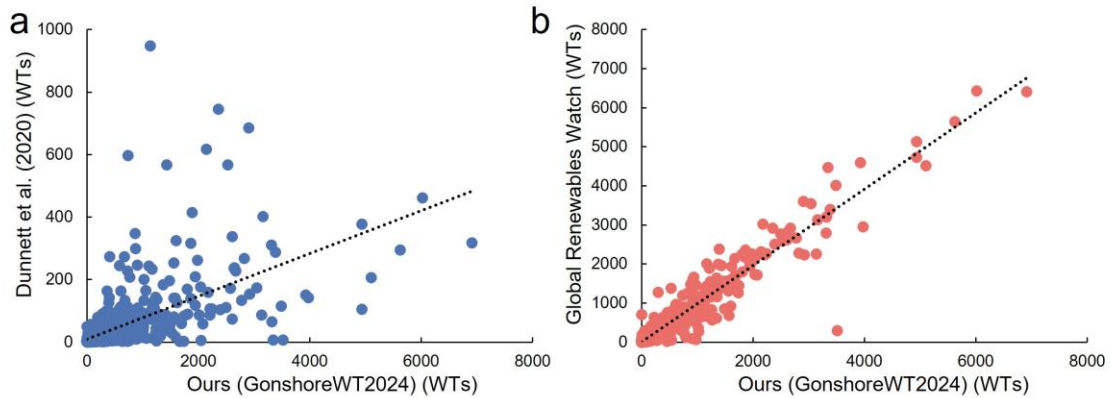 a
1000
800
600
400
200
0
Dunnett et al. (2020) (WTs)
0 2000 4000 6000 8000
Ours (GonshoreWT2024) (WTs)
b
8000
7000
6000
5000
4000
3000
2000
1000
0
Global Renewables Watch (WTs)
0 2000 4000 6000 8000
Ours (GonshoreWT2024) (WTs)